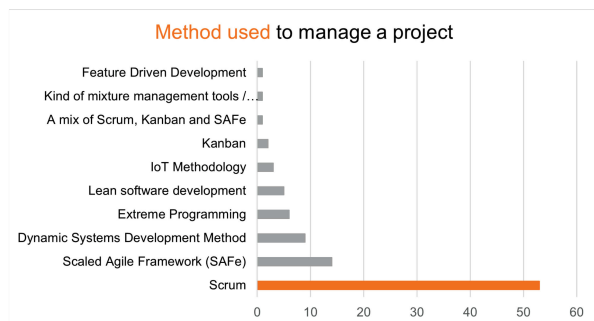 Method used to manage a project
Feature Driven Development
Kind of mixture management tools /…
A mix of Scrum, Kanban and SAFe
Kanban
IoT Methodology
Lean software development
Extreme Programming
Dynamic Systems Development Method
Scaled Agile Framework (SAFe)
Scrum
0 10 20 30 40 50 60